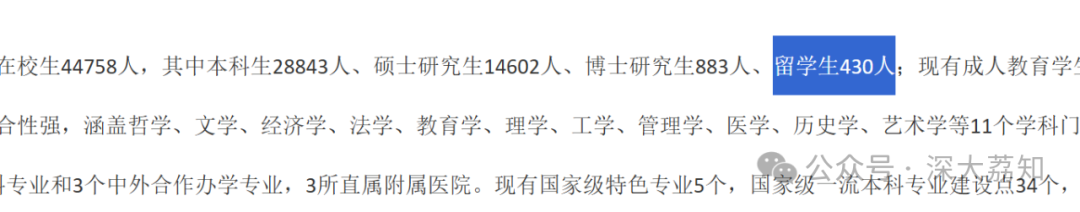 在校生44758人，其中本科生28843人、硕士研究生14602人、博士研究生883人、留学生430人；现有成人教育学生
合性强，涵盖哲学、文学、经济学、法学、教育学、理学、工学、管理学、医学、历史学、艺术学等11个学科门
科专业和3个中外合作办学专业，3所直属附属医院。现有国家级特色专业5个，国家级一流本科专业建设点34个，
公众号 · 深大荔知